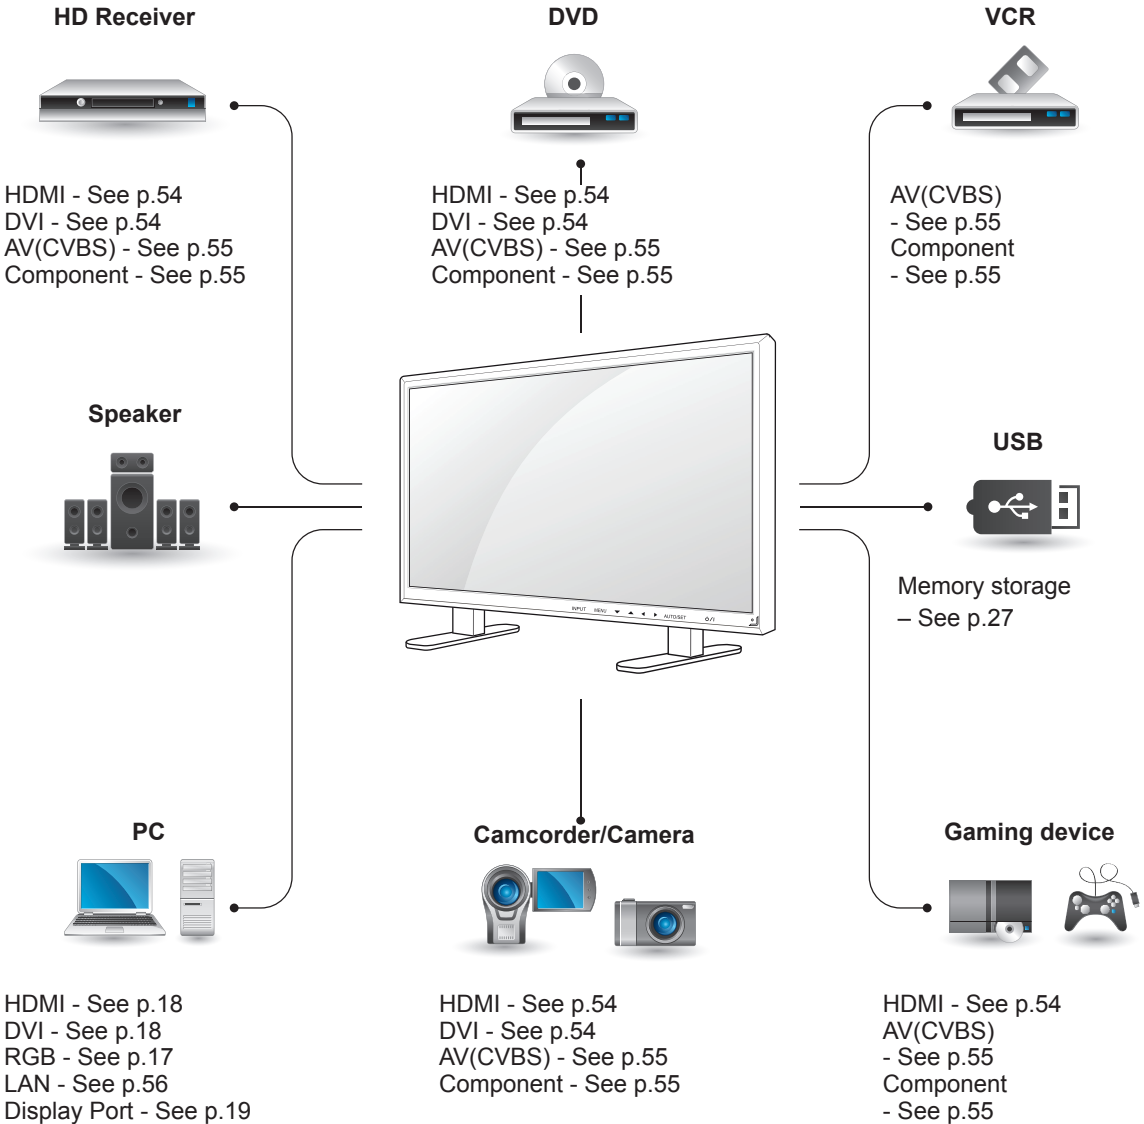 HD Receiver
HDMI - See p.54
DVI - See p.54
AV(CVBS) - See p.55
Component - See p.55
DVD
HDMI - See p.54
DVI - See p.54
AV(CVBS) - See p.55
Component - See p.55
VCR
AV(CVBS)
- See p.55
Component
- See p.55
Speaker
INPUT MENU ▼ ▲ ◀ ▶ AUTO/SET ⏻/I
USB
Memory storage
– See p.27
PC
HDMI - See p.18
DVI - See p.18
RGB - See p.17
LAN - See p.56
Display Port - See p.19
Camcorder/Camera
HDMI - See p.54
DVI - See p.54
AV(CVBS) - See p.55
Component - See p.55
Gaming device
HDMI - See p.54
AV(CVBS)
- See p.55
Component
- See p.55